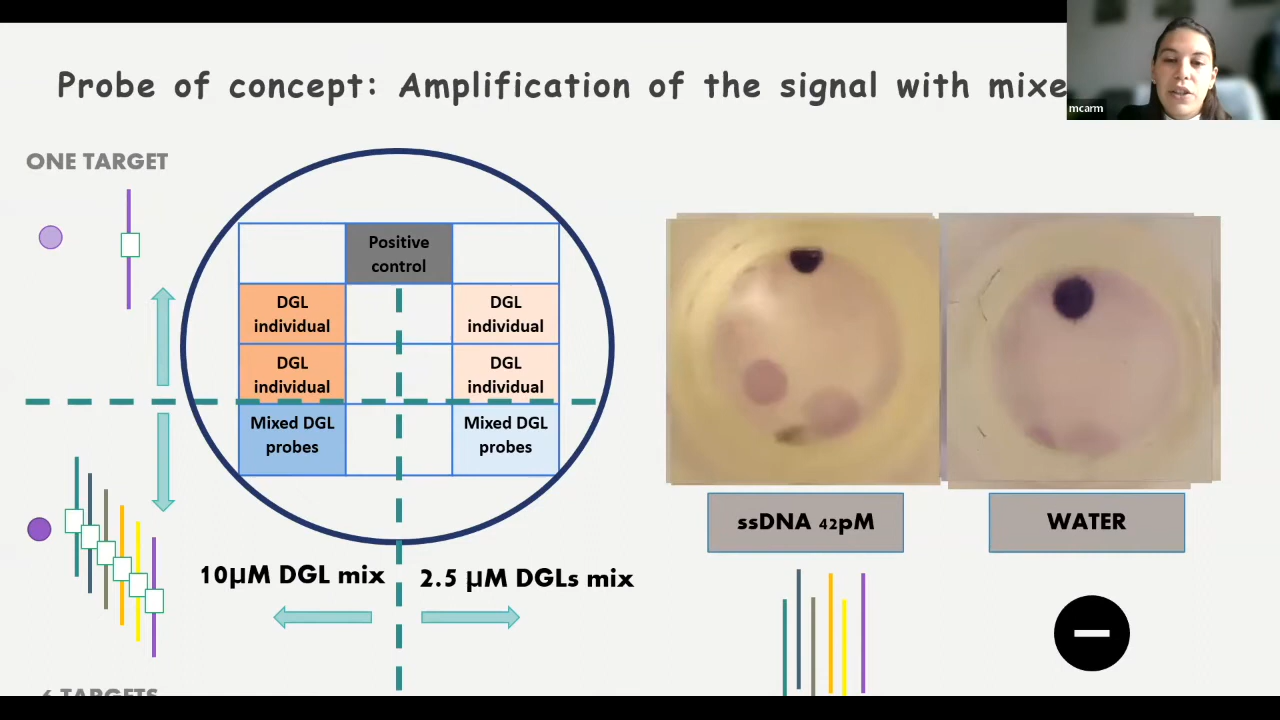 Probe of concept: Amplification of the signal with mixe
mcarm
ONE TARGET
Positive
control
DGL
individual
DGL
individual
DGL
individual
DGL
individual
Mixed DGL
probes
Mixed DGL
probes
10µM DGL mix
2.5 µM DGLs mix
ssDNA 42pM
WATER
6 TARGETS